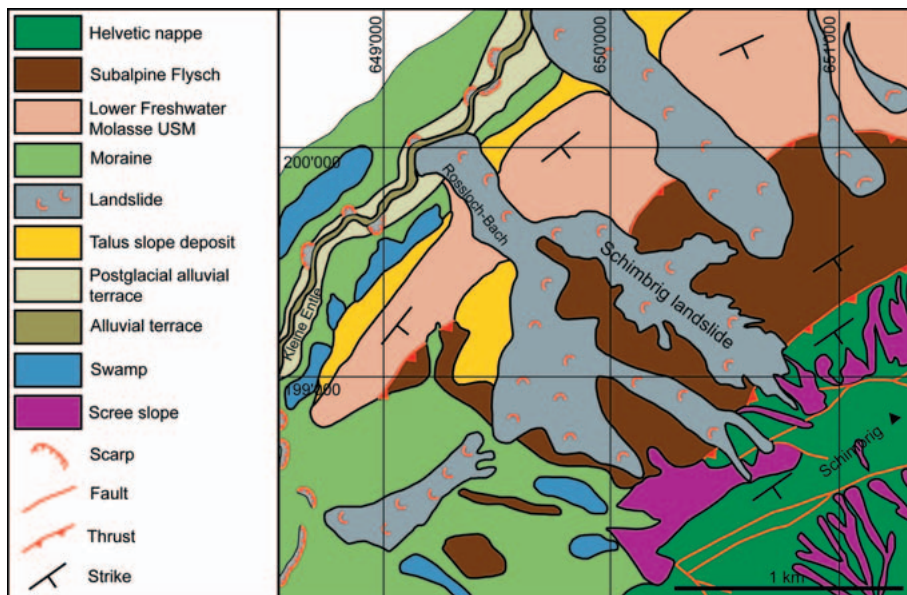 Helvetic nappe
Subalpine Flysch
Lower Freshwater
Molasse USM
Moraine
Landslide
Talus slope deposit
Postglacial alluvial
terrace
Alluvial terrace
Swamp
Scree slope
Scarp
Fault
Thrust
Strike
649'000
650'000
651'000
200'000
199'000
Rossloch-Bach
Schimbrig landslide
Kleine Entle
Schimbrig
1 km